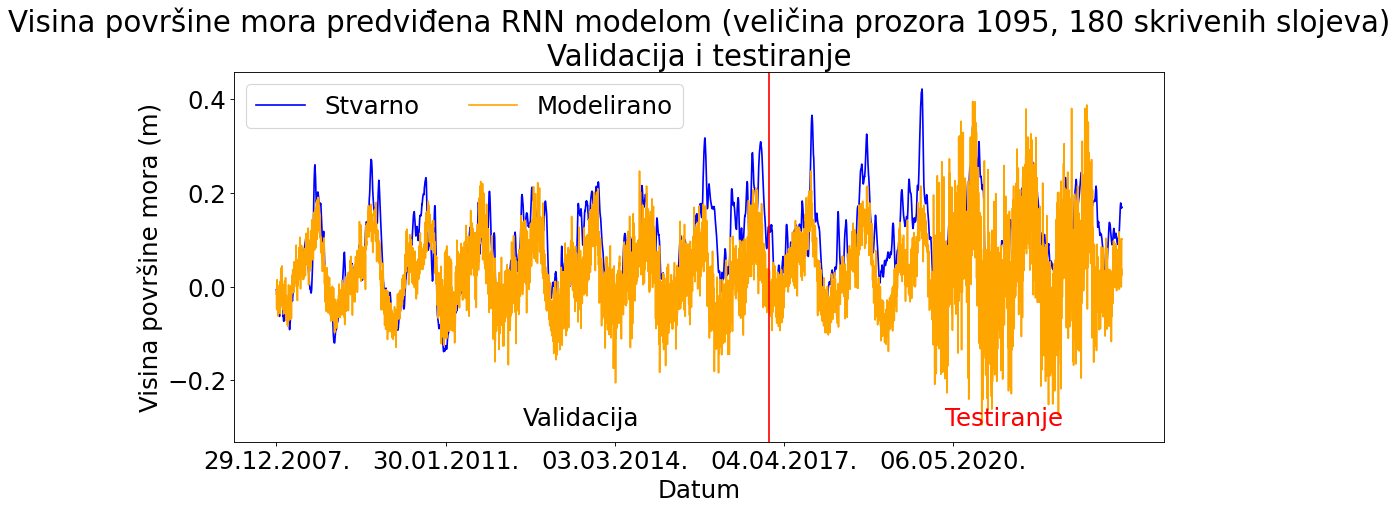 Visina površine mora predviđena RNN modelom (veličina prozora 1095, 180 skrivenih slojeva)
Validacija i testiranje
Stvarno Modelirano
Visina površine mora (m)
0.4
0.2
0.0
−0.2
Validacija Testiranje
29.12.2007. 30.01.2011. 03.03.2014. 04.04.2017. 06.05.2020.
Datum